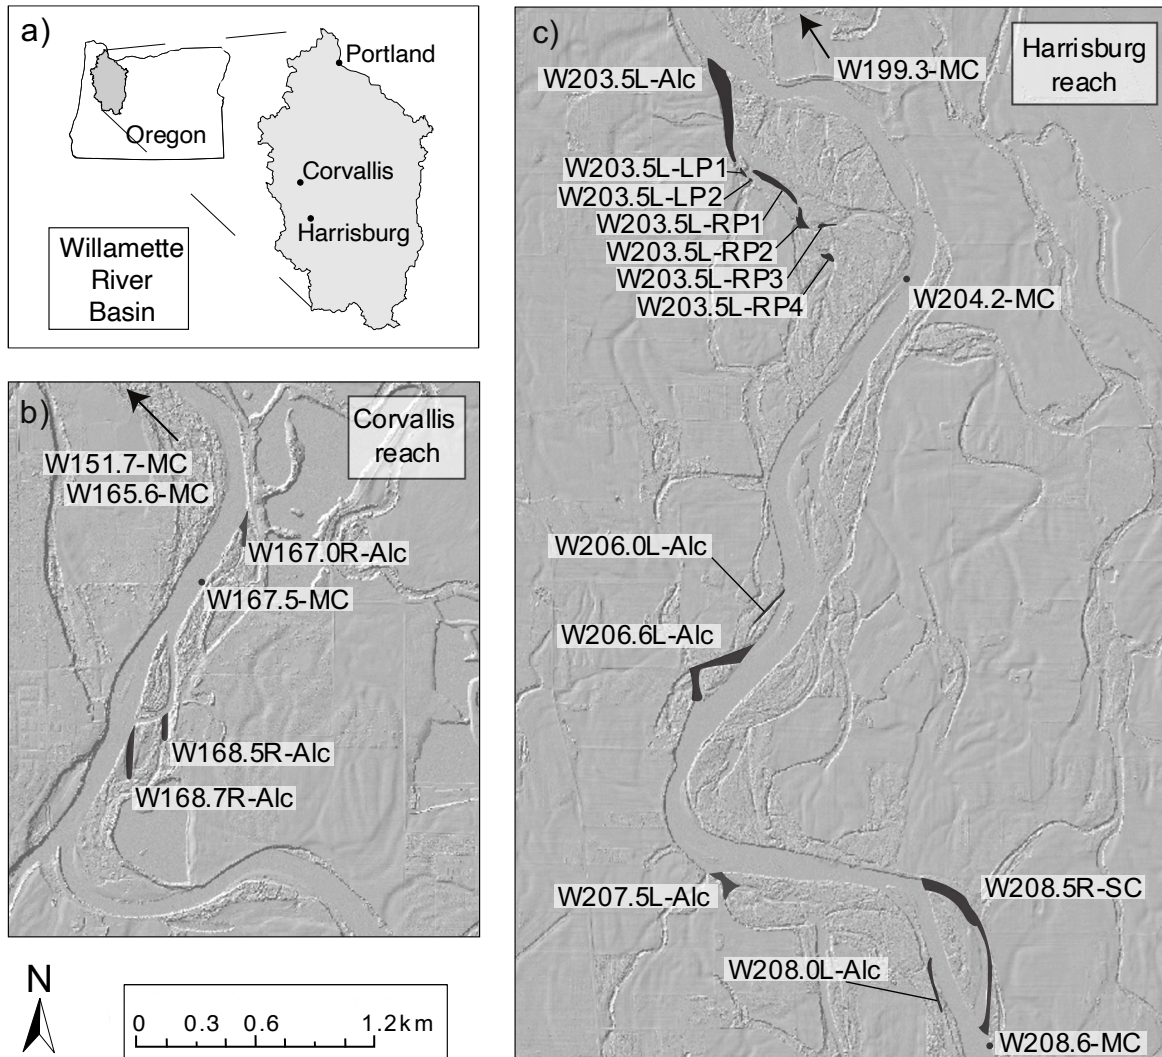 a)
Portland
Oregon
Corvallis
Harrisburg
Willamette
River
Basin
b)
Corvallis
reach
W151.7-MC
W165.6-MC
W167.0R-Alc
W167.5-MC
W168.5R-Alc
W168.7R-Alc
N
0 0.3 0.6 1.2km
c)
Harrisburg
reach
W199.3-MC
W203.5L-Alc
W203.5L-LP1
W203.5L-LP2
W203.5L-RP1
W203.5L-RP2
W203.5L-RP3
W203.5L-RP4
W204.2-MC
W206.0L-Alc
W206.6L-Alc
W207.5L-Alc
W208.5R-SC
W208.0L-Alc
W208.6-MC